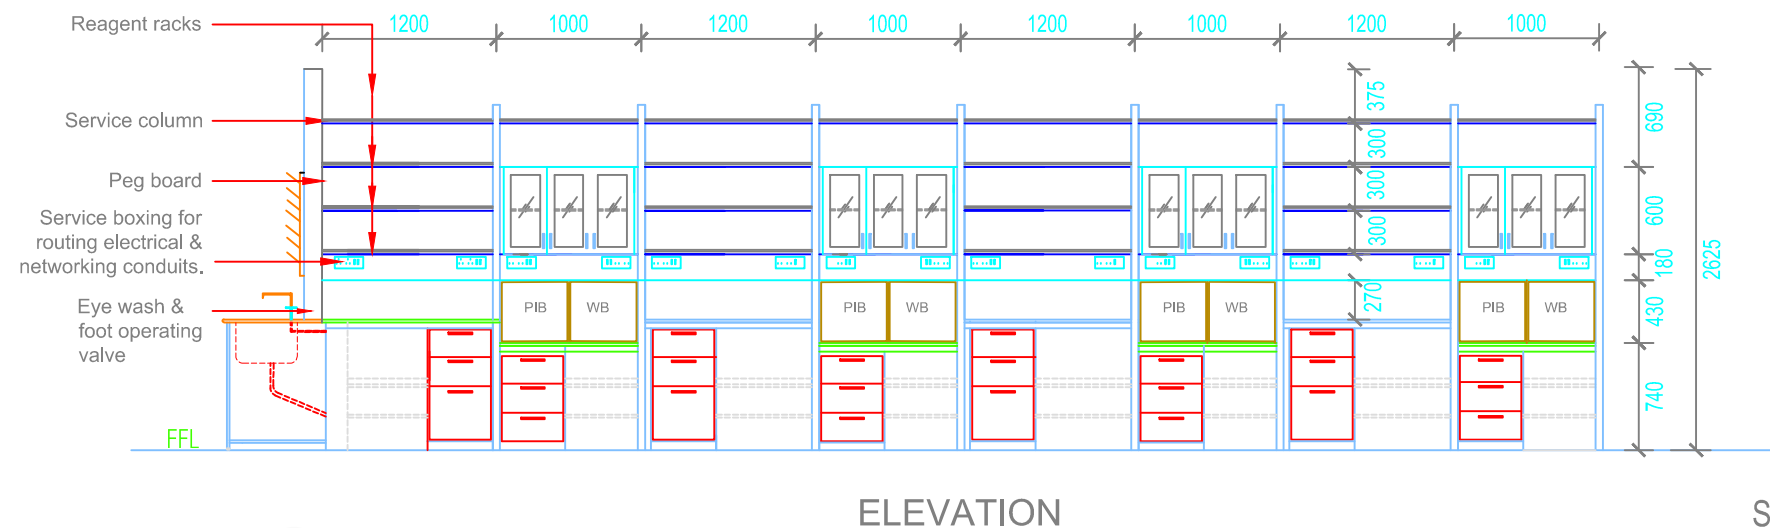 Reagent racks
1200
1000
1200
1000
1200
1000
1200
1000
Service column
Peg board
Service boxing for
routing electrical &
networking conduits.
Eye wash &
foot operating
valve
375
300
300
300
270
690
600
180
430
740
2625
PIB
WB
PIB
WB
PIB
WB
PIB
WB
FFL
ELEVATION
S